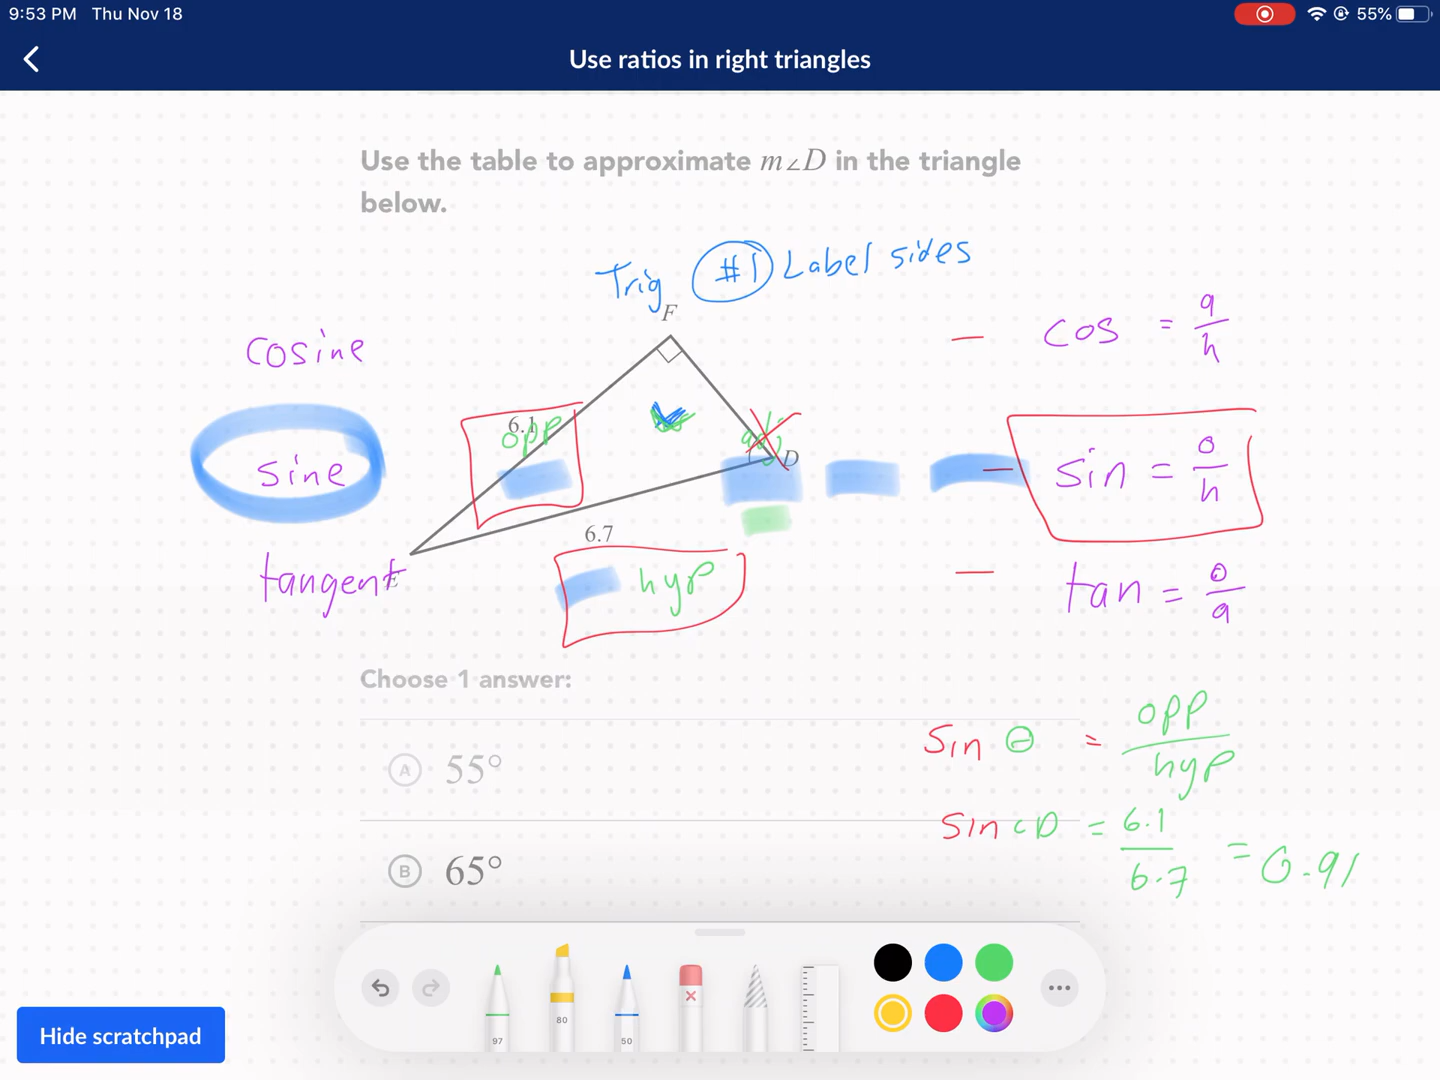 9:53 PM Thu Nov 18
55%
Use ratios in right triangles
Use the table to approximate m∠D in the triangle
below.
Trig #1 Label sides
F
cosine
cos = a/h
6.1
opp
adj
D
sine
sin = o/h
6.7
hyp
tangent
E
tan = o/a
Choose 1 answer:
sin θ = opp/hyp
A 55°
sin <D = 6.1/6.7 = 0.91
B 65°
97
80
50
Hide scratchpad